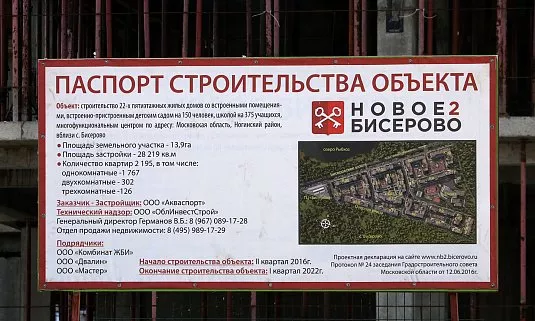 ПАСПОРТ СТРОИТЕЛЬСТВА ОБЪЕКТА
Объект: строительство 22-х пятиэтажных жилых домов со встроенными помещения-
ми, встроенно-пристроенным детским садом на 150 человек, школой на 375 учащихся,
многофункциональным центром по адресу: Московская область, Ногинский район,
вблизи с. Бисерово
НОВОЕ2
БИСЕРОВО
• Площадь земельного участка - 13,9га
• Площадь застройки - 28 219 кв.м
• Количество квартир 2 195, в том числе:
однокомнатные -1 767
двухкомнатные - 302
трехкомнатные -126
озеро Рыбное
Заказчик - Застройщик: ООО «Акваспорт»
Технический надзор: ООО «ОблИнвестСтрой»
Генеральный директор Германов В.Б.: 8 (967) 089-17-28
Отдел продажи недвижимости: 8 (495) 989-17-29
Подрядчики:
ООО «Комбинат ЖБИ»
ООО «Двалин»
ООО «Мастер»
Начало строительства объекта: II квартал 2016г.
Окончание строительства объекта: I квартал 2022г.
Проектная декларация на сайте www.nb2.bicerovo.ru
Протокол № 24 заседания Градостроительного совета
Московской области от 12.06.2016г.